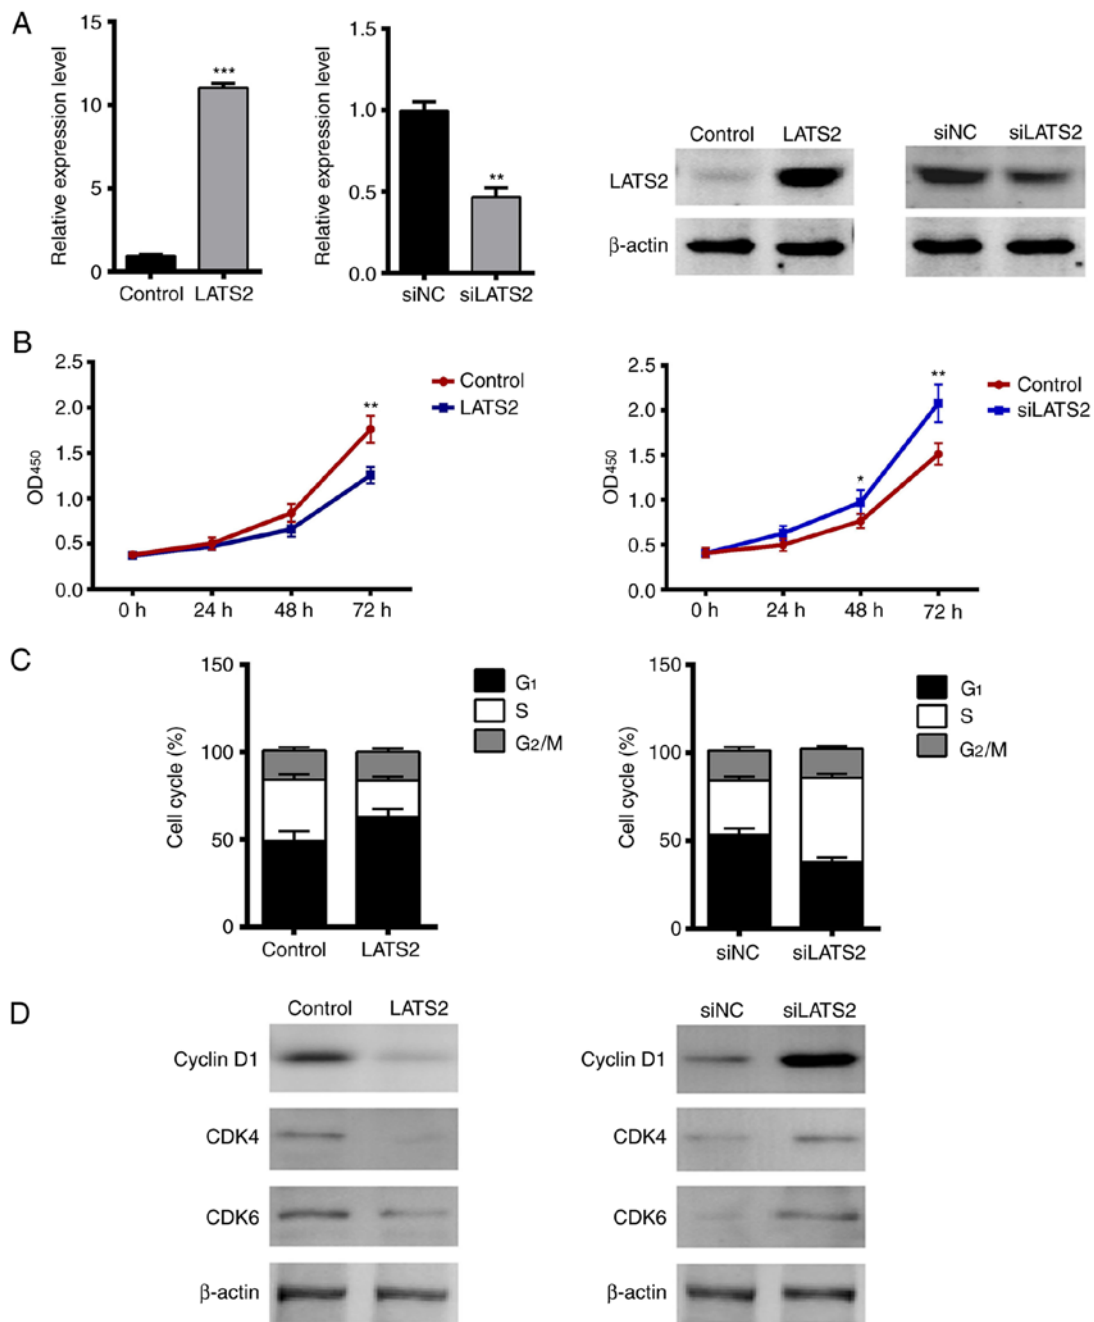 A
Relative expression level
15
10
5
0
***
Control LATS2
Relative expression level
1.5
1.0
0.5
0.0
**
siNC siLATS2
Control LATS2
siNC siLATS2
LATS2
β-actin
B
OD450
2.5
2.0
1.5
1.0
0.5
0.0
0 h 24 h 48 h 72 h
**
Control
LATS2
OD450
2.5
2.0
1.5
1.0
0.5
0.0
0 h 24 h 48 h 72 h
*
**
Control
siLATS2
C
Cell cycle (%)
150
100
50
0
Control LATS2
G1
S
G2/M
Cell cycle (%)
150
100
50
0
siNC siLATS2
G1
S
G2/M
D
Control LATS2
Cyclin D1
CDK4
CDK6
β-actin
siNC siLATS2
Cyclin D1
CDK4
CDK6
β-actin